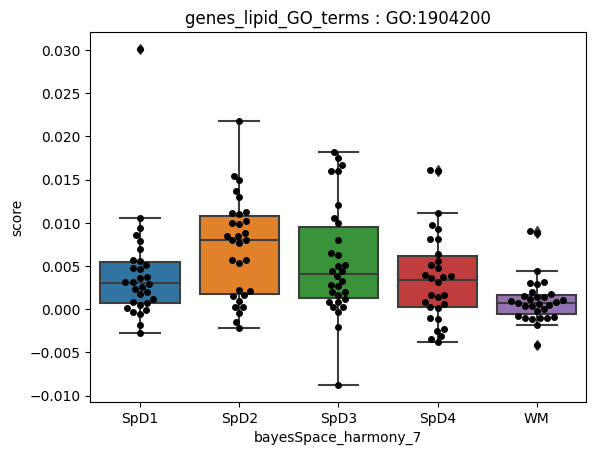 genes_lipid_GO_terms : GO:1904200
score
0.030
0.025
0.020
0.015
0.010
0.005
0.000
−0.005
−0.010
SpD1 SpD2 SpD3 SpD4 WM
bayesSpace_harmony_7